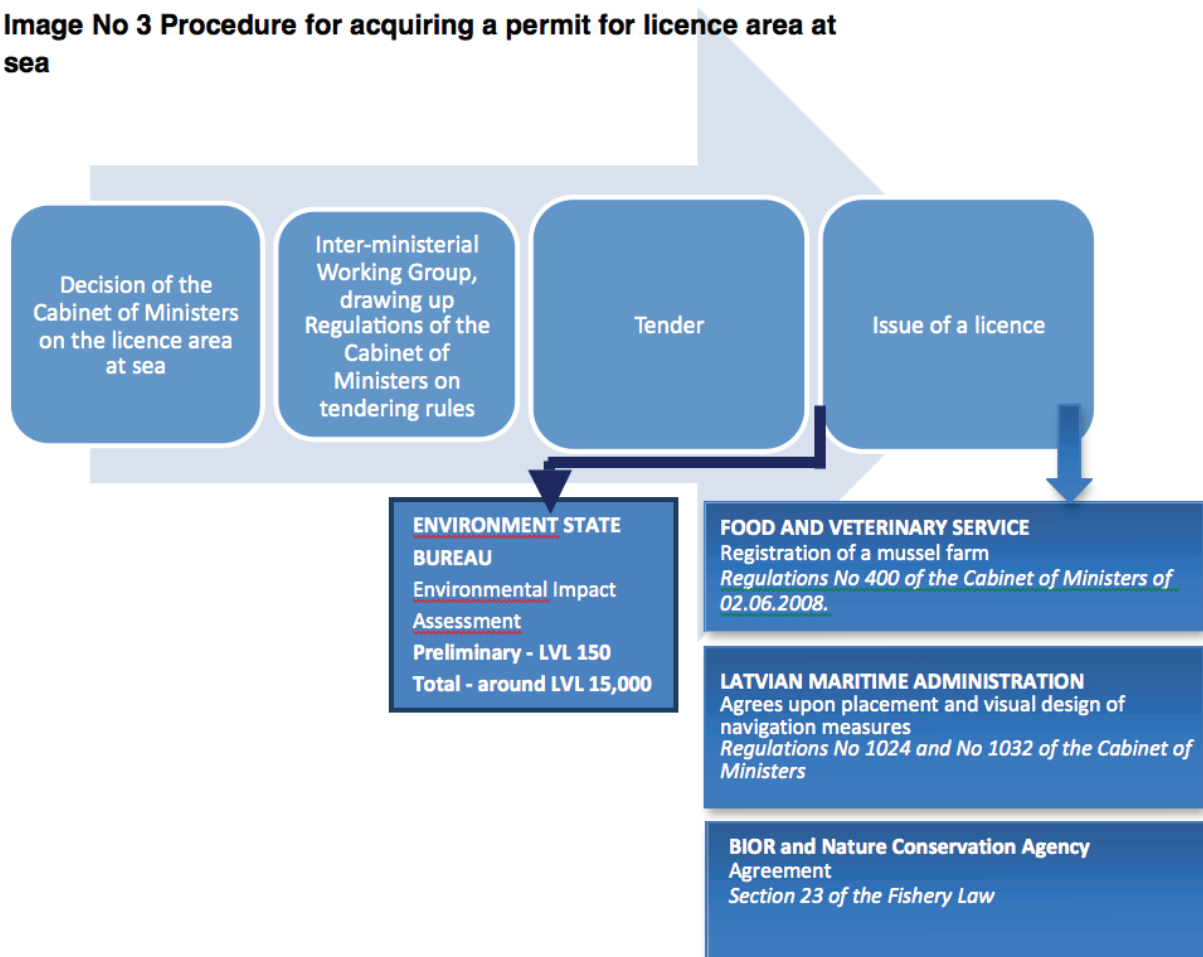 Image No 3 Procedure for acquiring a permit for licence area at
sea
Decision of the
Cabinet of Ministers
on the licence area
at sea
Inter-ministerial
Working Group,
drawing up
Regulations of the
Cabinet of
Ministers on
tendering rules
Tender
Issue of a licence
ENVIRONMENT STATE
BUREAU
Environmental Impact
Assessment
Preliminary - LVL 150
Total - around LVL 15,000
FOOD AND VETERINARY SERVICE
Registration of a mussel farm
Regulations No 400 of the Cabinet of Ministers of
02.06.2008.
LATVIAN MARITIME ADMINISTRATION
Agrees upon placement and visual design of
navigation measures
Regulations No 1024 and No 1032 of the Cabinet of
Ministers
BIOR and Nature Conservation Agency
Agreement
Section 23 of the Fishery Law